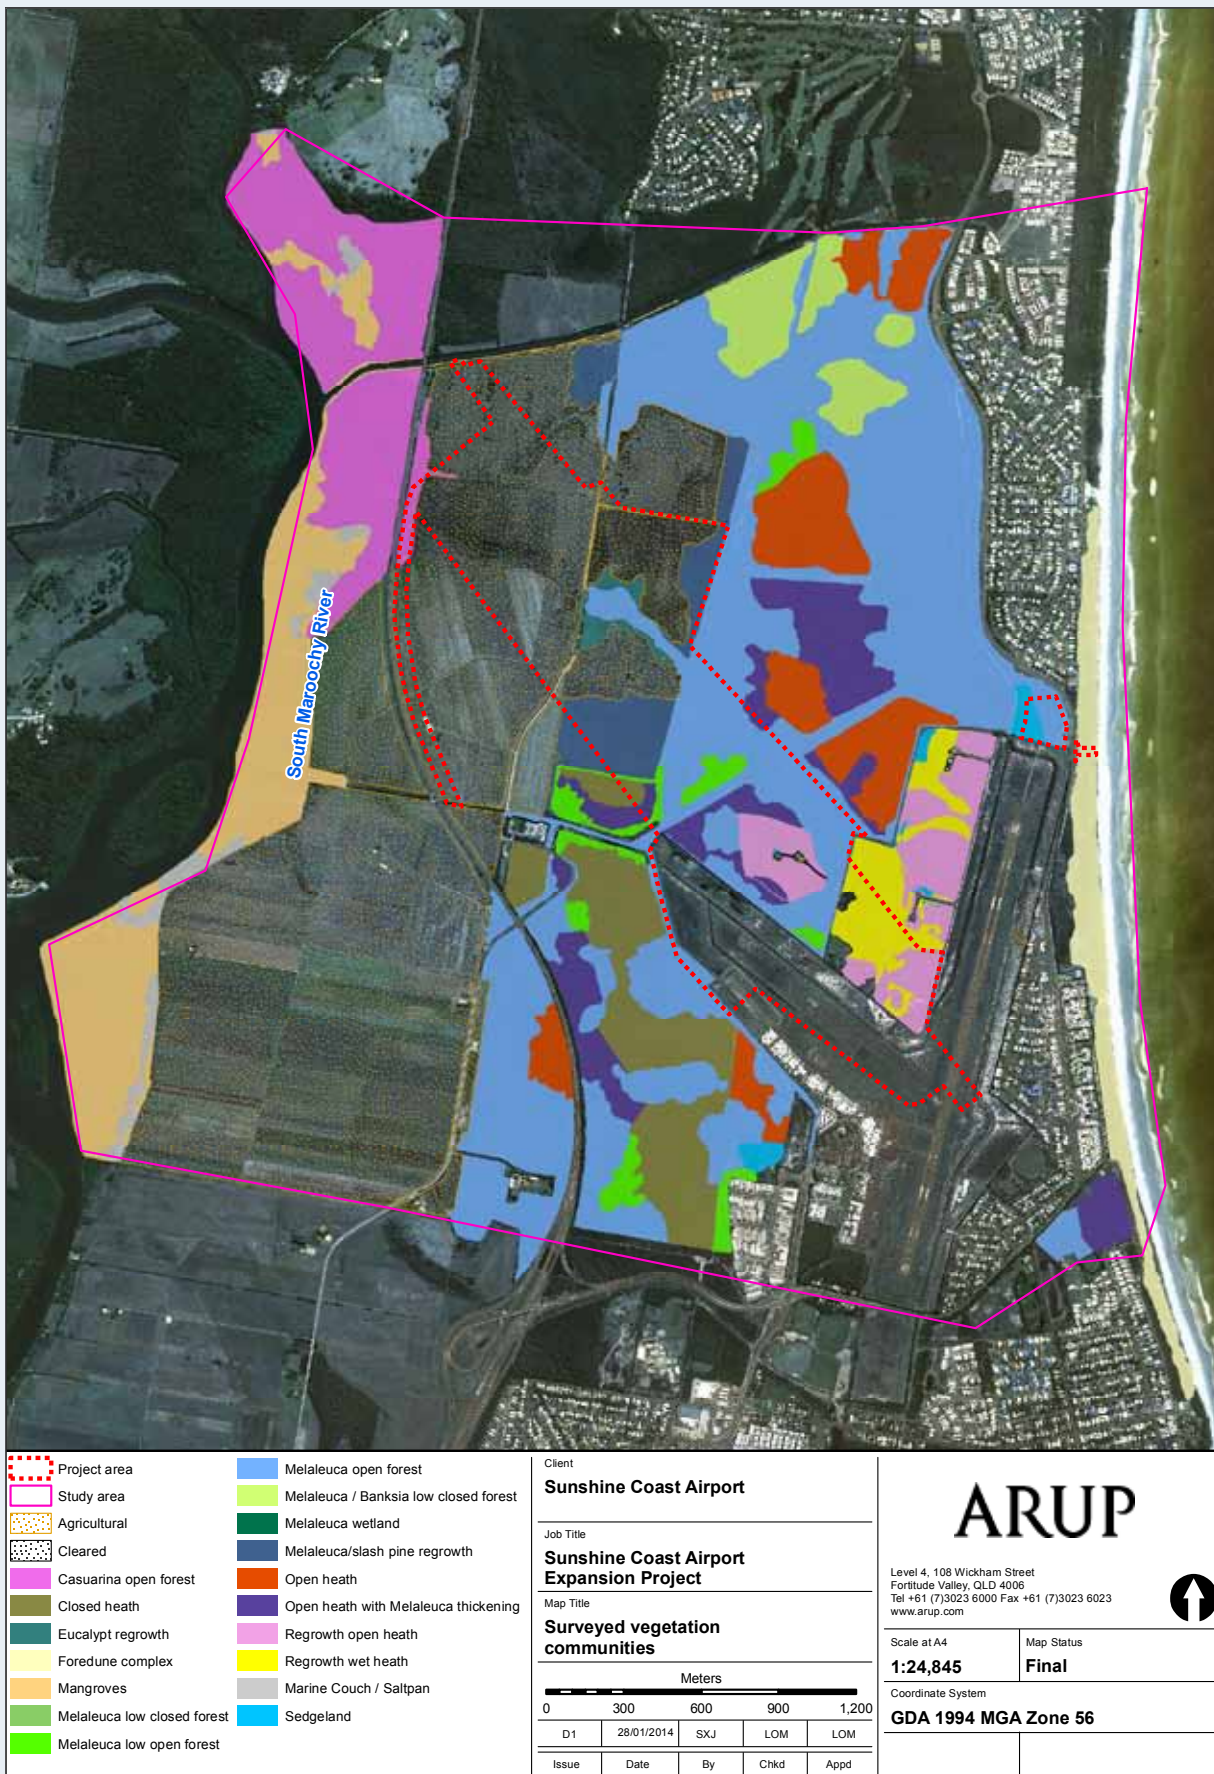 South Maroochy River
Project area
Study area
Agricultural
Cleared
Casuarina open forest
Closed heath
Eucalypt regrowth
Foredune complex
Mangroves
Melaleuca low closed forest
Melaleuca low open forest
Melaleuca open forest
Melaleuca / Banksia low closed forest
Melaleuca wetland
Melaleuca/slash pine regrowth
Open heath
Open heath with Melaleuca thickening
Regrowth open heath
Regrowth wet heath
Marine Couch / Saltpan
Sedgeland
Client
Sunshine Coast Airport
Job Title
Sunshine Coast Airport
Expansion Project
Map Title
Surveyed vegetation
communities
Meters
0 300 600 900 1,200
D1 28/01/2014 SXJ LOM LOM
Issue Date By Chkd Appd
ARUP
Level 4, 108 Wickham Street
Fortitude Valley, QLD 4006
Tel +61 (7)3023 6000 Fax +61 (7)3023 6023
www.arup.com
Scale at A4
1:24,845
Map Status
Final
Coordinate System
GDA 1994 MGA Zone 56